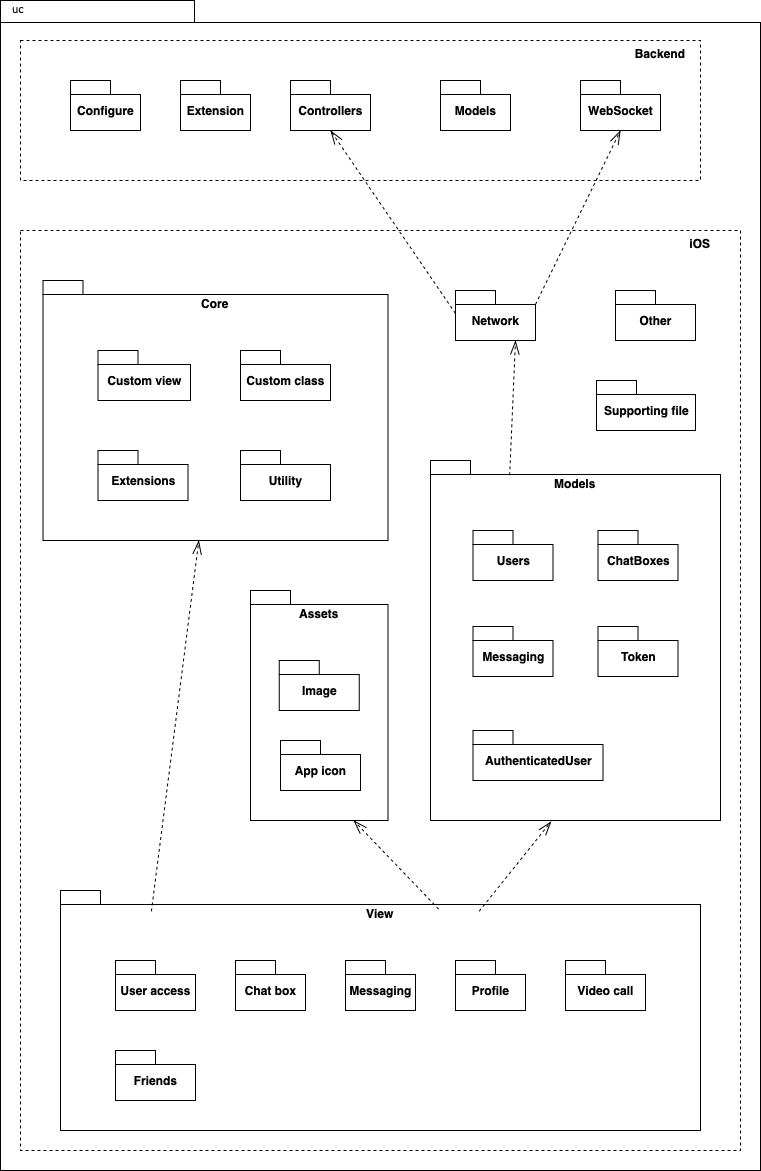 uc
Backend
Configure
Extension
Controllers
Models
WebSocket
iOS
Core
Network
Other
Custom view
Custom class
Supporting file
Extensions
Utility
Models
Users
ChatBoxes
Assets
Messaging
Token
Image
AuthenticatedUser
App icon
View
User access
Chat box
Messaging
Profile
Video call
Friends